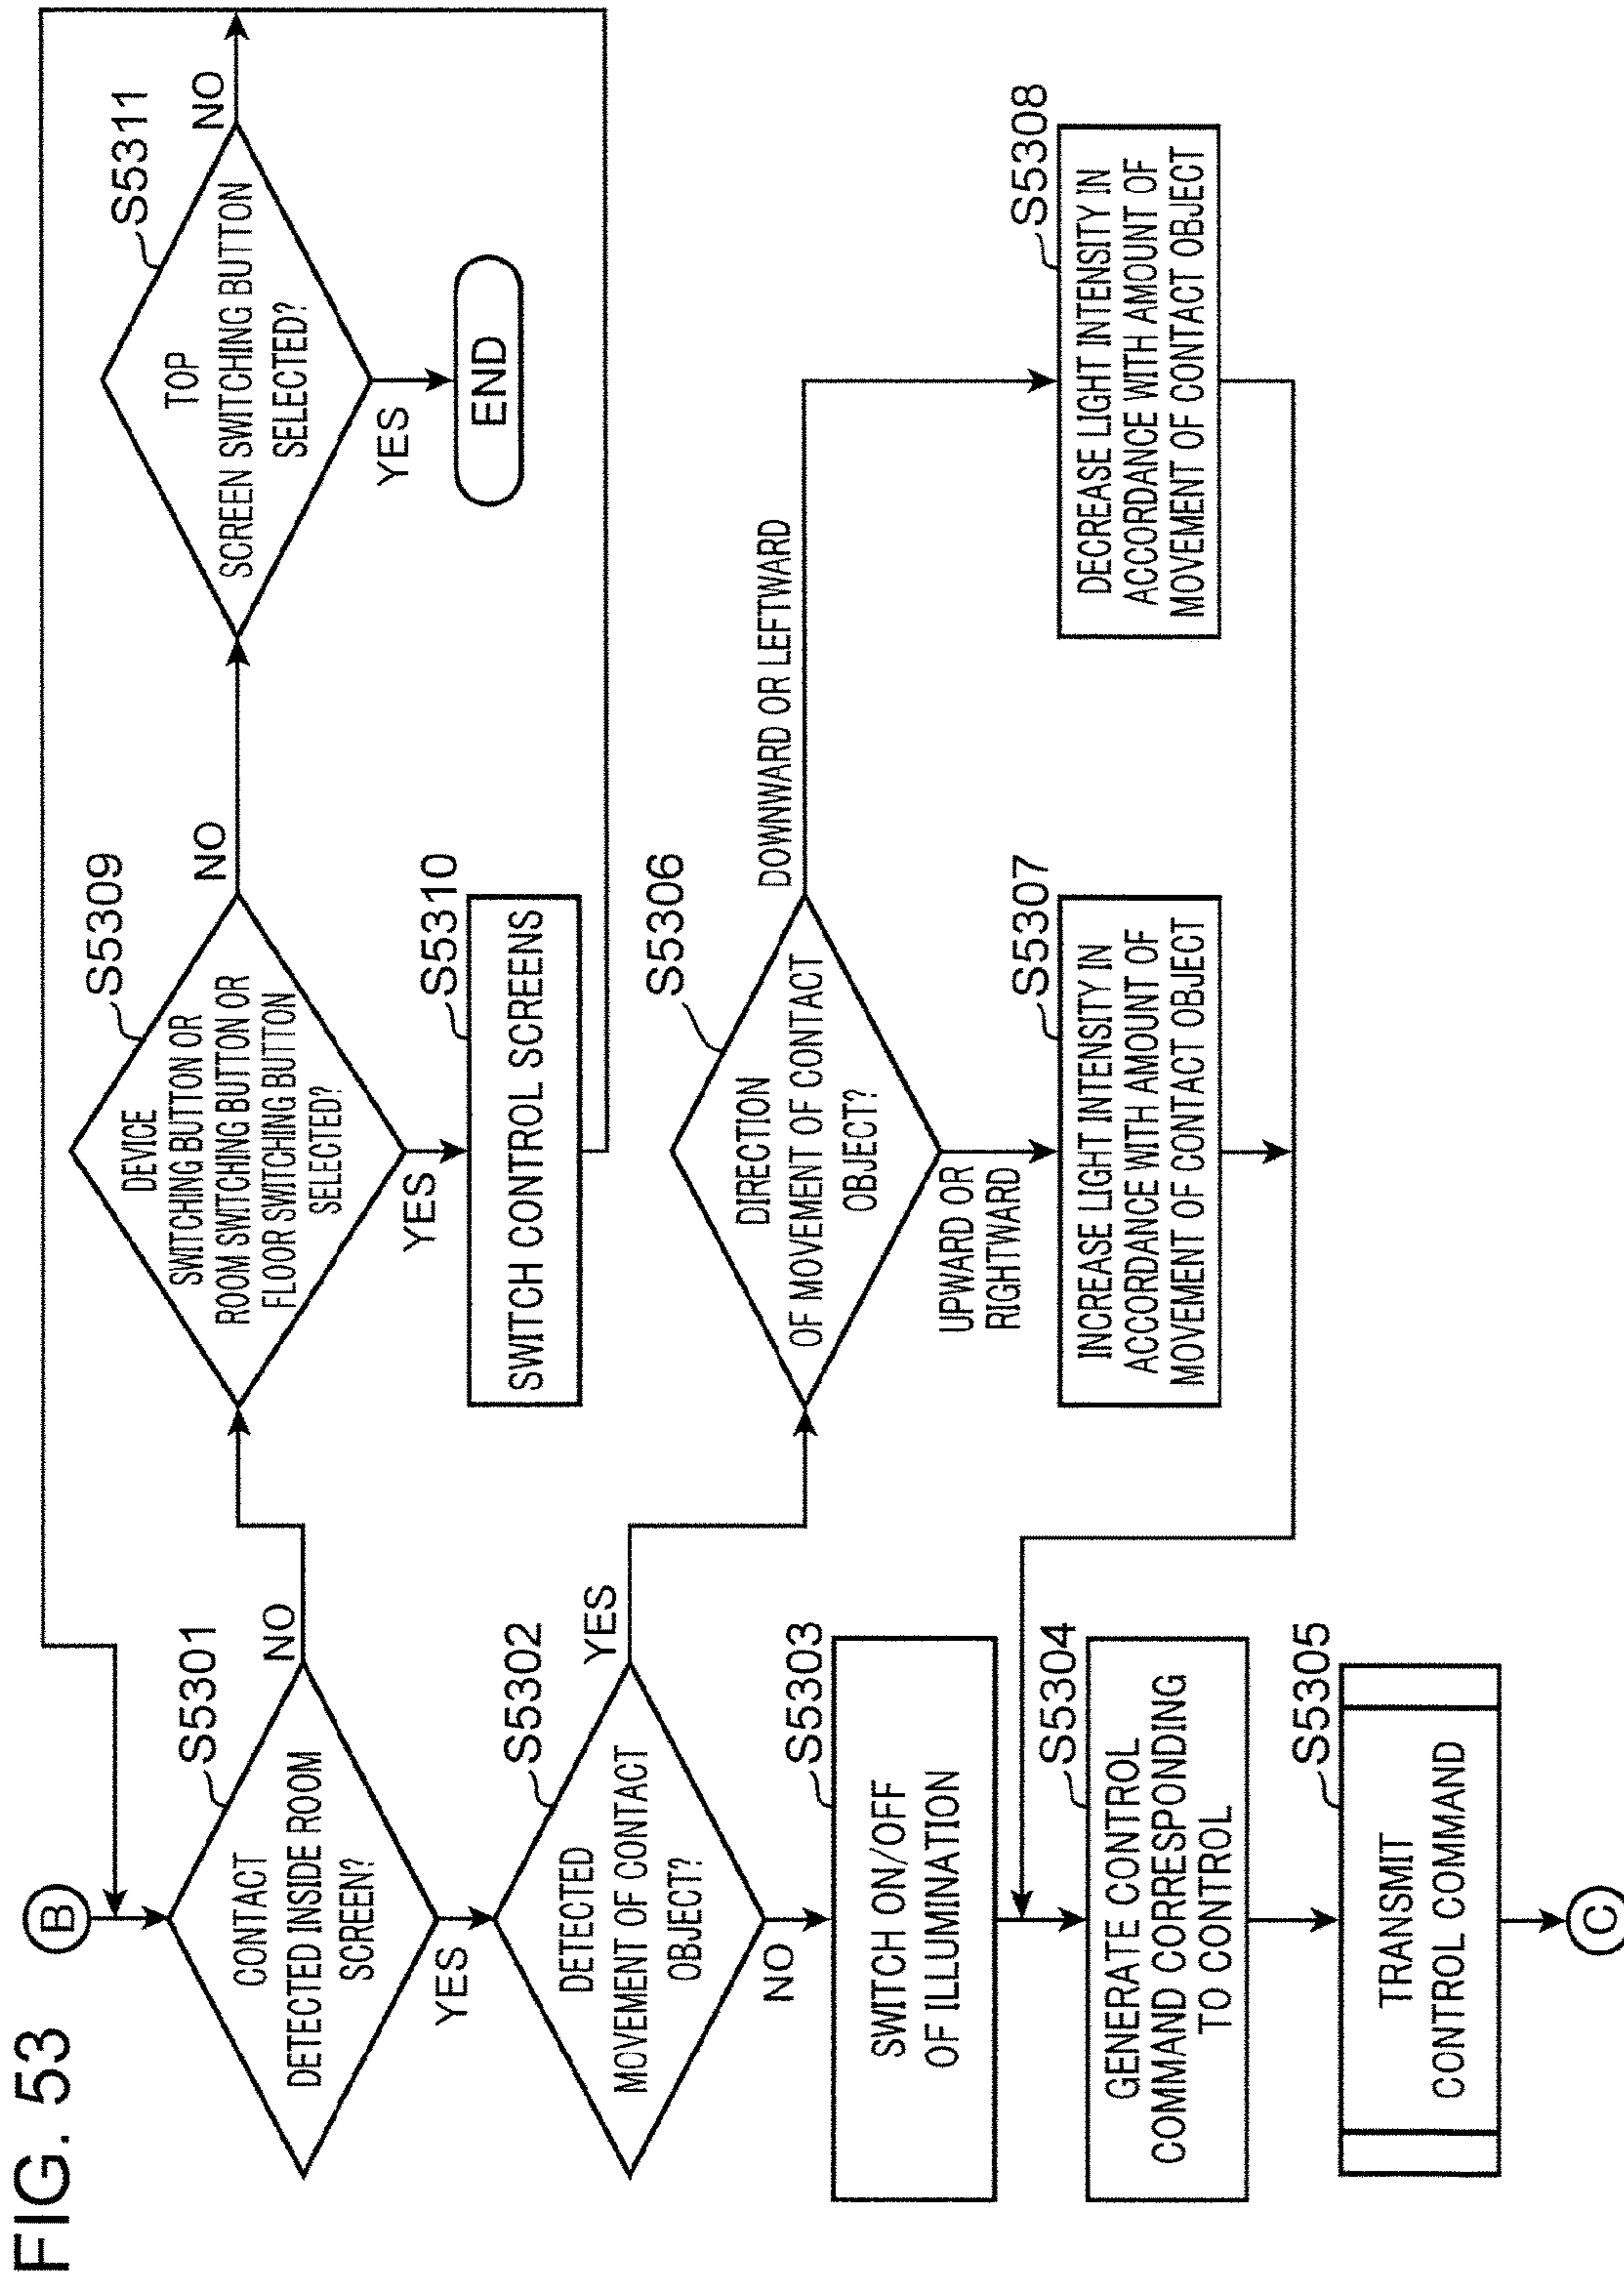 FIG. 53
B
S5301
CONTACT
DETECTED INSIDE ROOM
SCREEN?
NO
YES
S5302
DETECTED
MOVEMENT OF CONTACT
OBJECT?
YES
NO
S5303
SWITCH ON/OFF
OF ILLUMINATION
S5304
GENERATE CONTROL
COMMAND CORRESPONDING
TO CONTROL
S5305
TRANSMIT
CONTROL COMMAND
C
S5309
DEVICE
SWITCHING BUTTON OR
ROOM SWITCHING BUTTON OR
FLOOR SWITCHING BUTTON
SELECTED?
NO
YES
S5310
SWITCH CONTROL SCREENS
S5306
DIRECTION
OF MOVEMENT OF CONTACT
OBJECT?
UPWARD OR
RIGHTWARD
DOWNWARD OR LEFTWARD
S5307
INCREASE LIGHT INTENSITY IN
ACCORDANCE WITH AMOUNT OF
MOVEMENT OF CONTACT OBJECT
S5311
TOP
SCREEN SWITCHING BUTTON
SELECTED?
NO
YES
END
S5308
DECREASE LIGHT INTENSITY IN
ACCORDANCE WITH AMOUNT OF
MOVEMENT OF CONTACT OBJECT